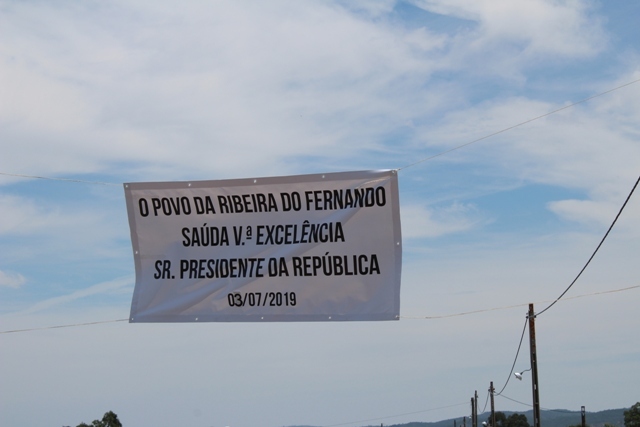 O POVO DA RIBEIRA DO FERNANDO
SAÚDA V.ª EXCELÊNCIA
SR. PRESIDENTE DA REPÚBLICA
03/07/2019